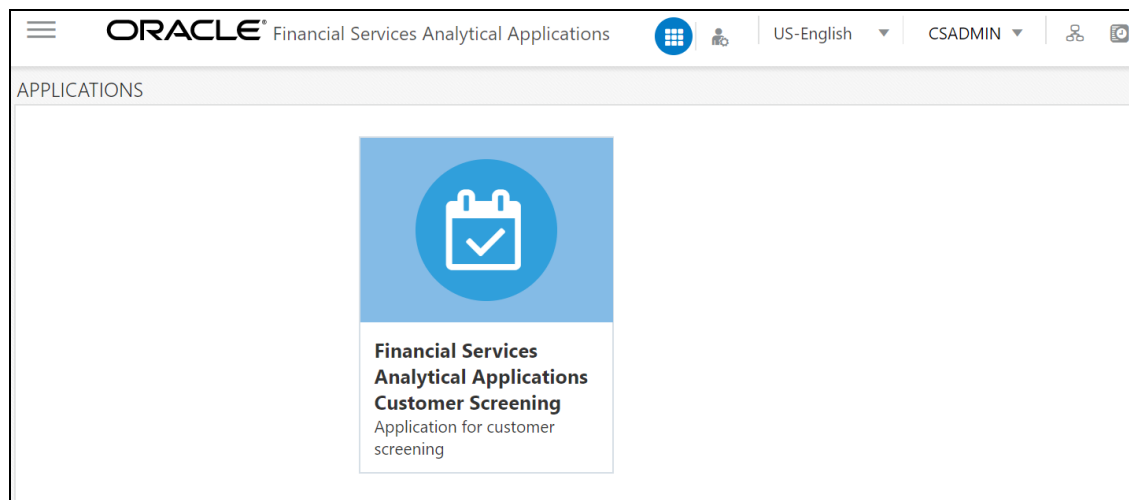 ORACLE® Financial Services Analytical Applications US-English CSADMIN
APPLICATIONS
Financial Services
Analytical Applications
Customer Screening
Application for customer
screening